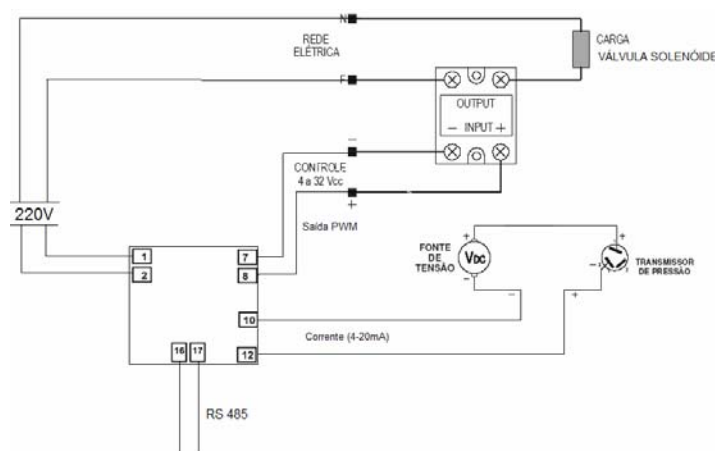 N
REDE
ELÉTRICA
F
CARGA
VÁLVULA SOLENÓIDE
OUTPUT
− INPUT +
−
CONTROLE
4 a 32 Vcc
+
Saída PWM
220V
1
2
7
8
10
12
16 17
FONTE
DE
TENSÃO
+
VDC
−
−
+
−
TRANSMISSOR
DE PRESSÃO
+
Corrente (4-20mA)
RS 485